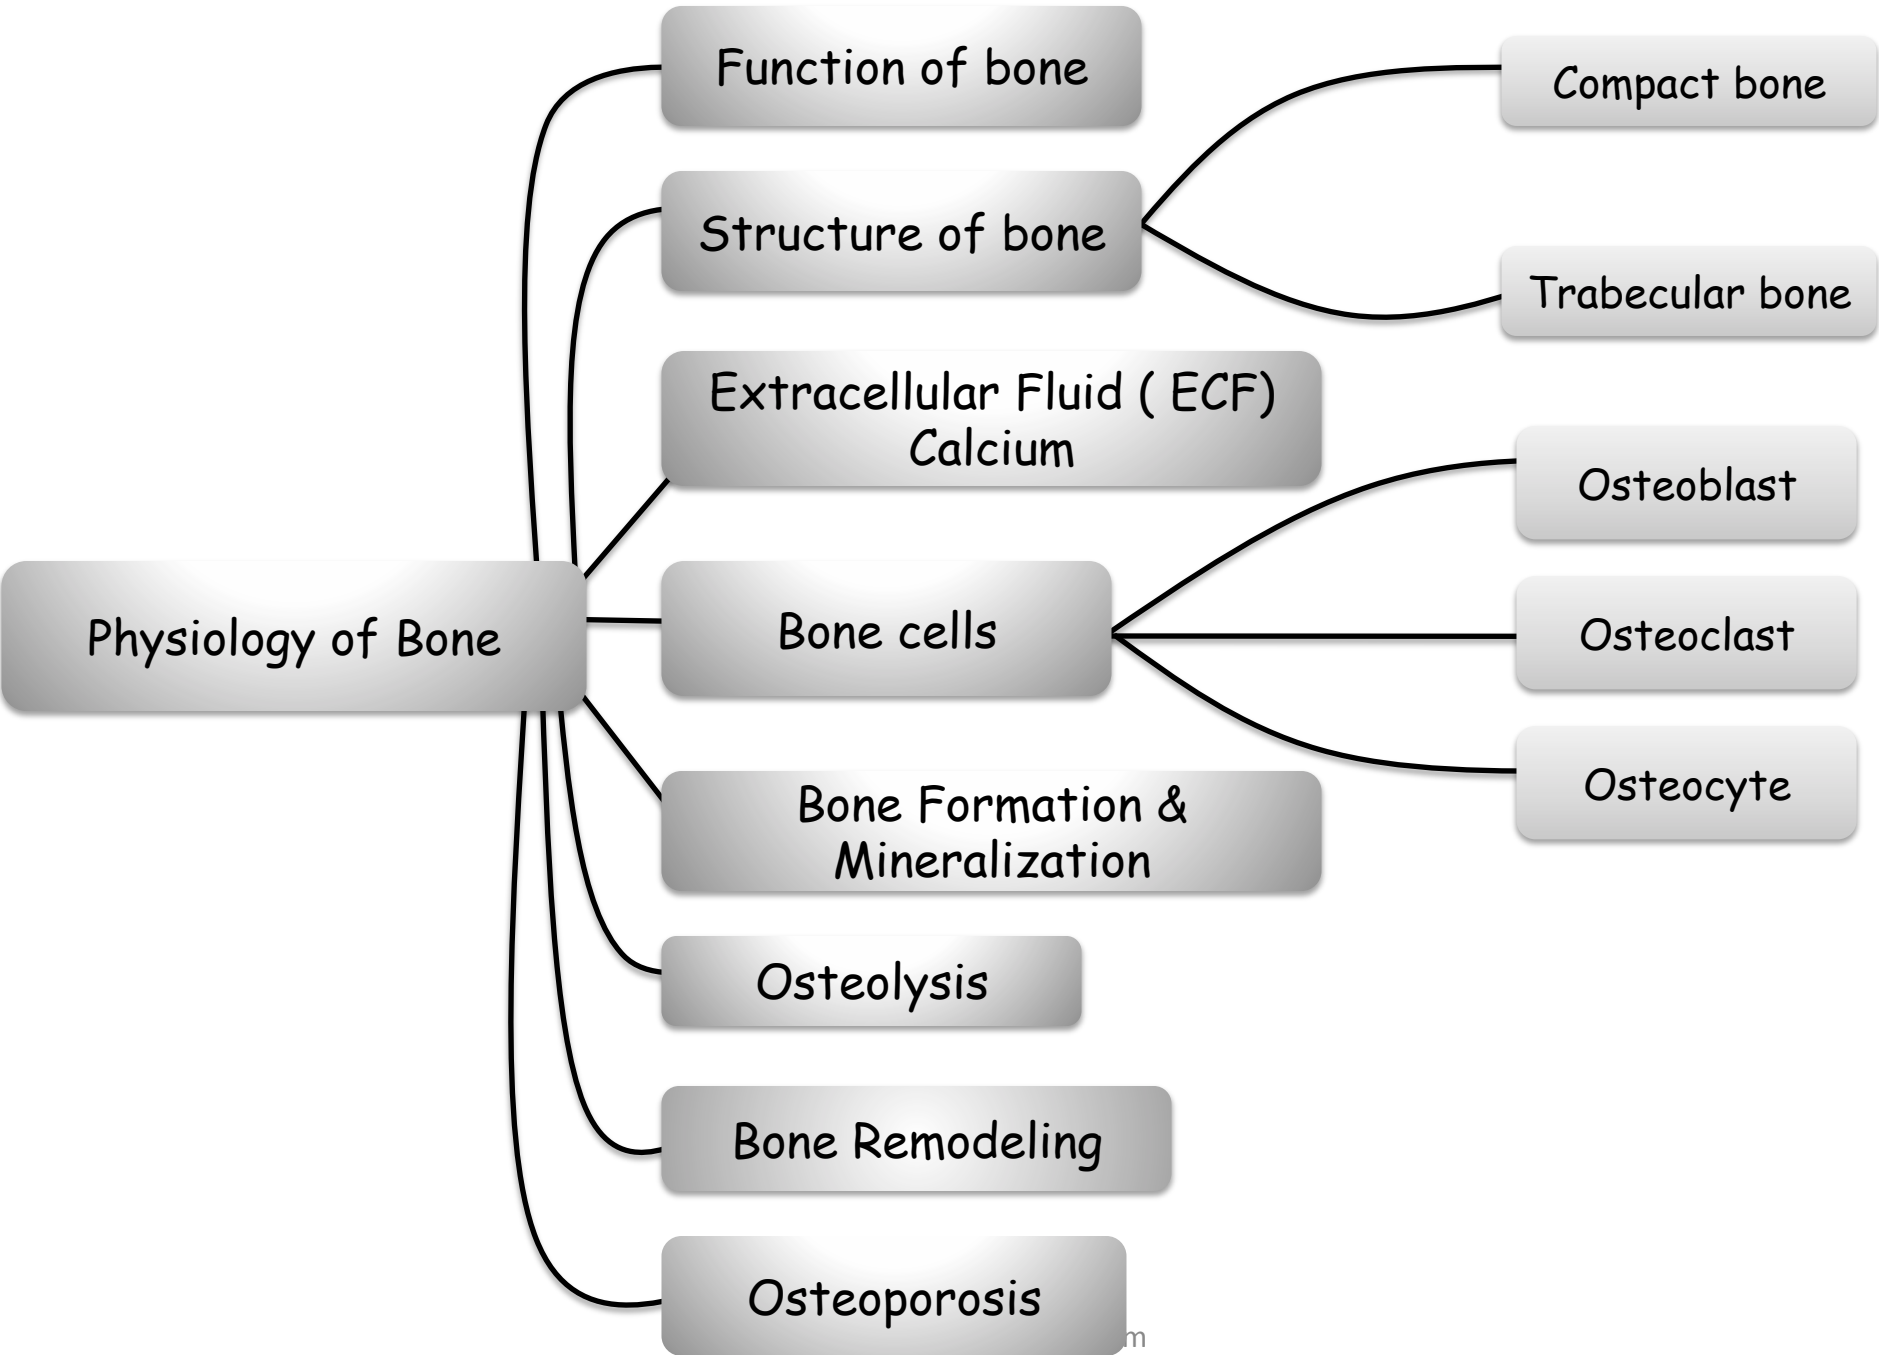 Function of bone
Structure of bone
Compact bone
Trabecular bone
Extracellular Fluid ( ECF)
Calcium
Physiology of Bone
Bone cells
Osteoblast
Osteoclast
Osteocyte
Bone Formation &
Mineralization
Osteolysis
Bone Remodeling
Osteoporosis
m